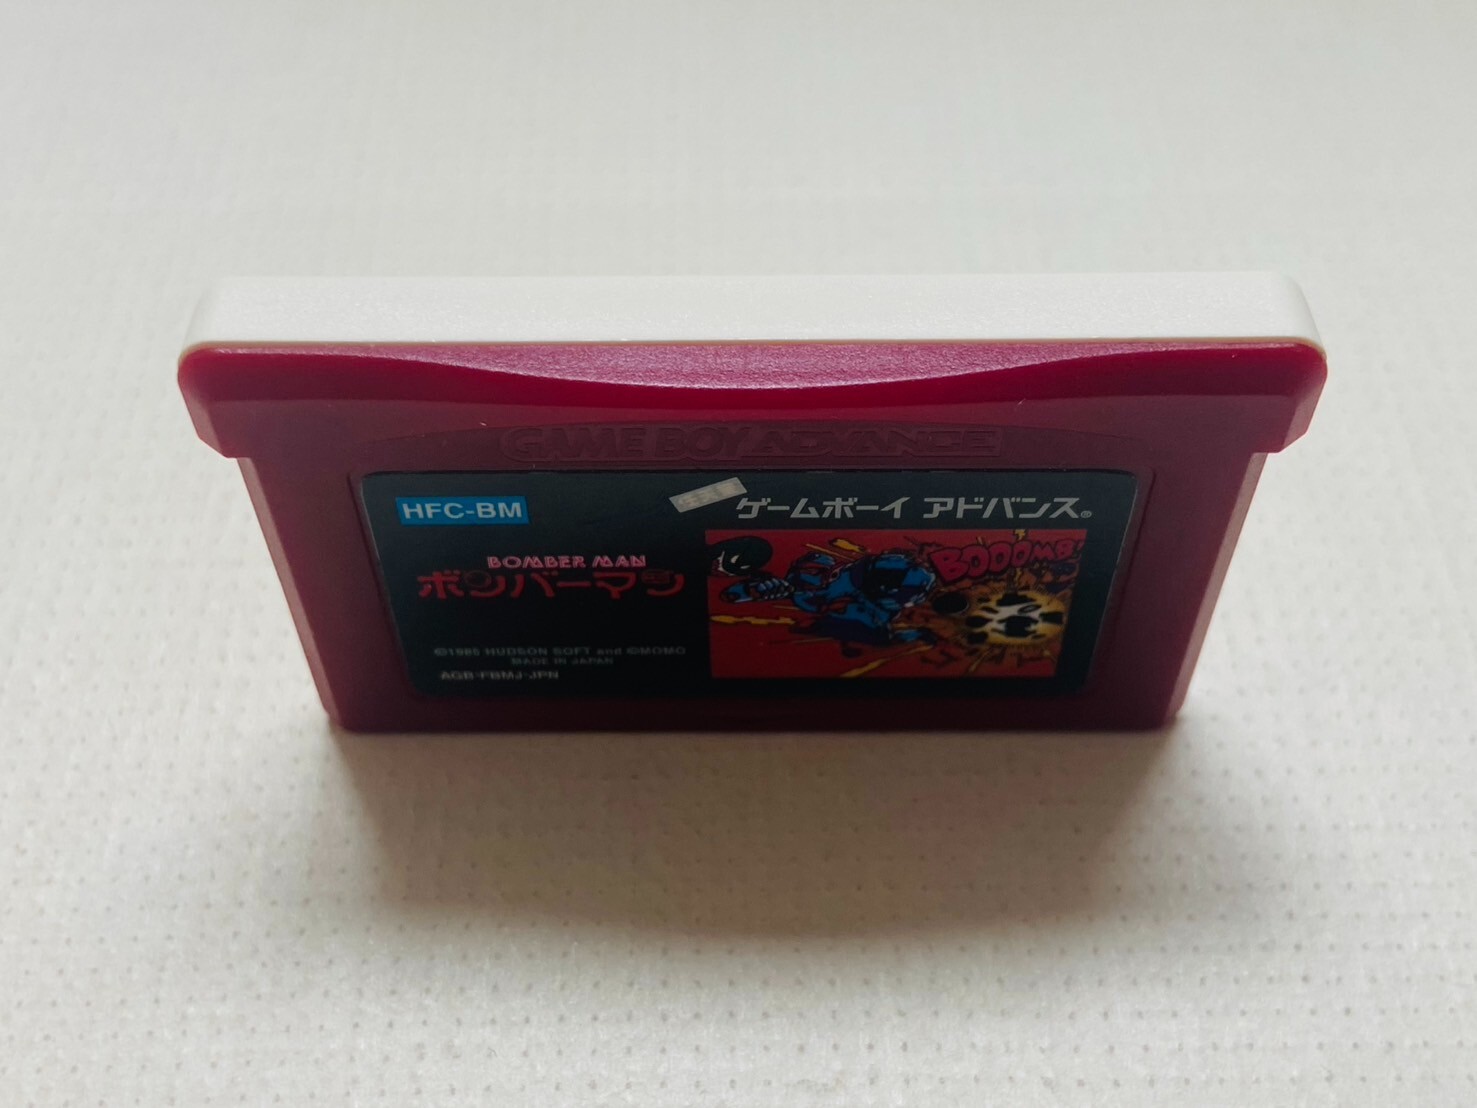 GAME BOY ADVANCE
HFC-BM
ゲームボーイ アドバンス®
BOMBER MAN
ボンバーマン
BOOOMB
©1985 HUDSON SOFT and ©MOMO
MADE IN JAPAN
AGB-FBMJ-JPN